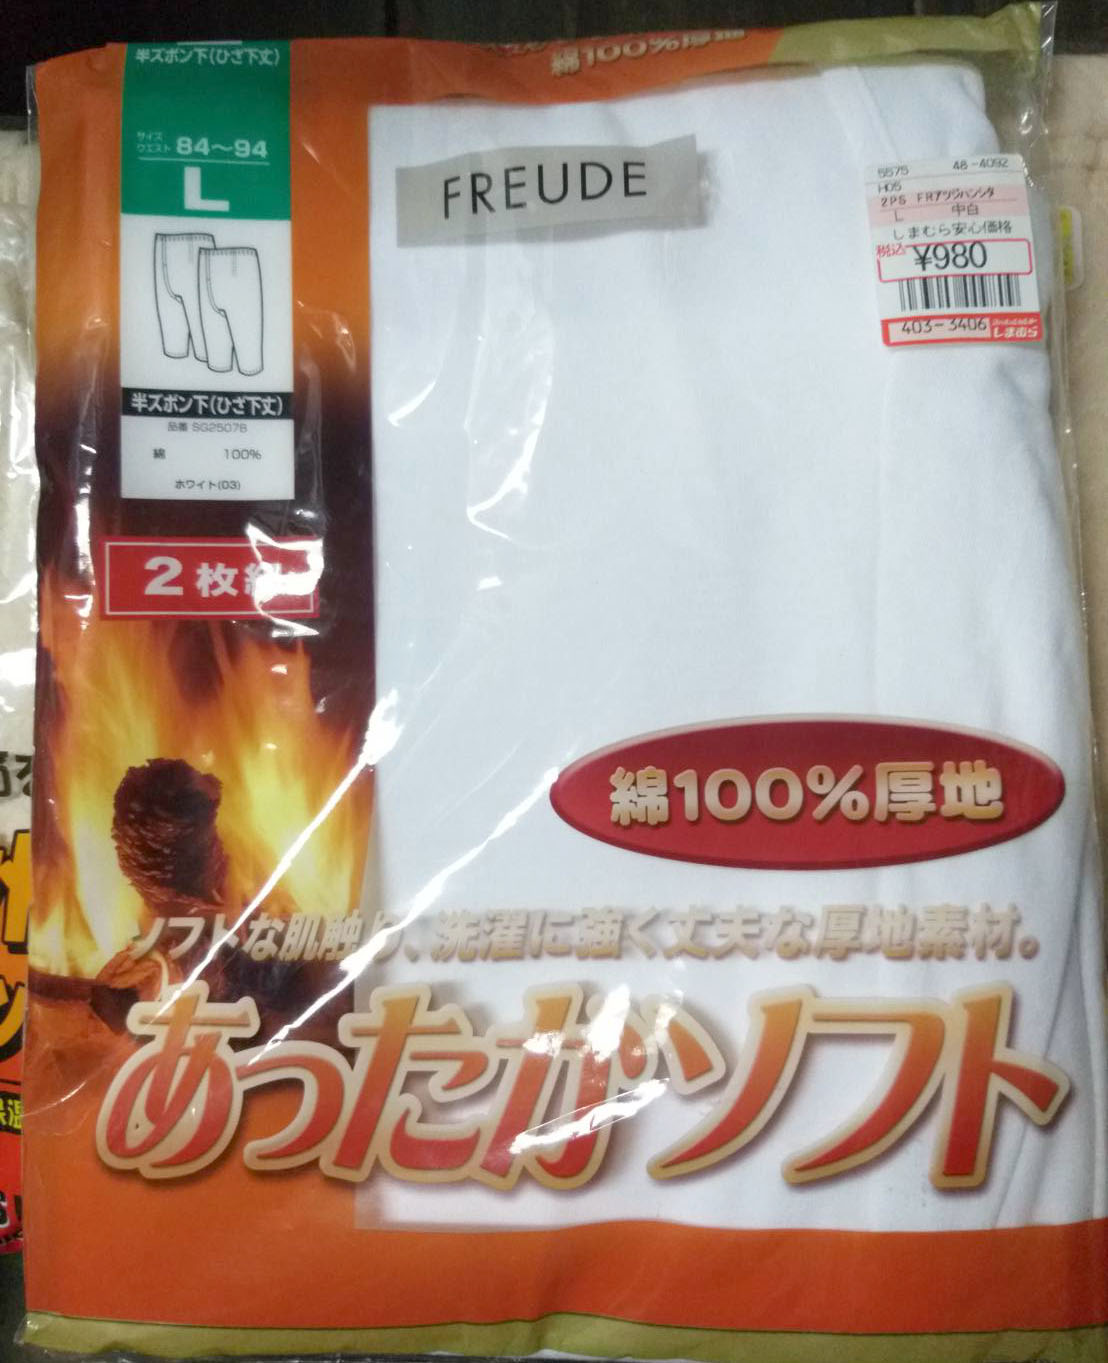 綿100%厚地
半ズボン下(ひざ下丈)
サイズ
ウエスト 84〜94
L
FREUDE
5575 48-4092
H05
2PS FRアツジハンシタ
L 中白
しまむら安心価格
税込 ¥980
403-3406 しまむら
半ズボン下(ひざ下丈)
品番 SG2507B
綿 100%
ホワイト(03)
2枚組
綿100%厚地
ソフトな肌触り、洗濯に強く丈夫な厚地素材。
あったかソフト